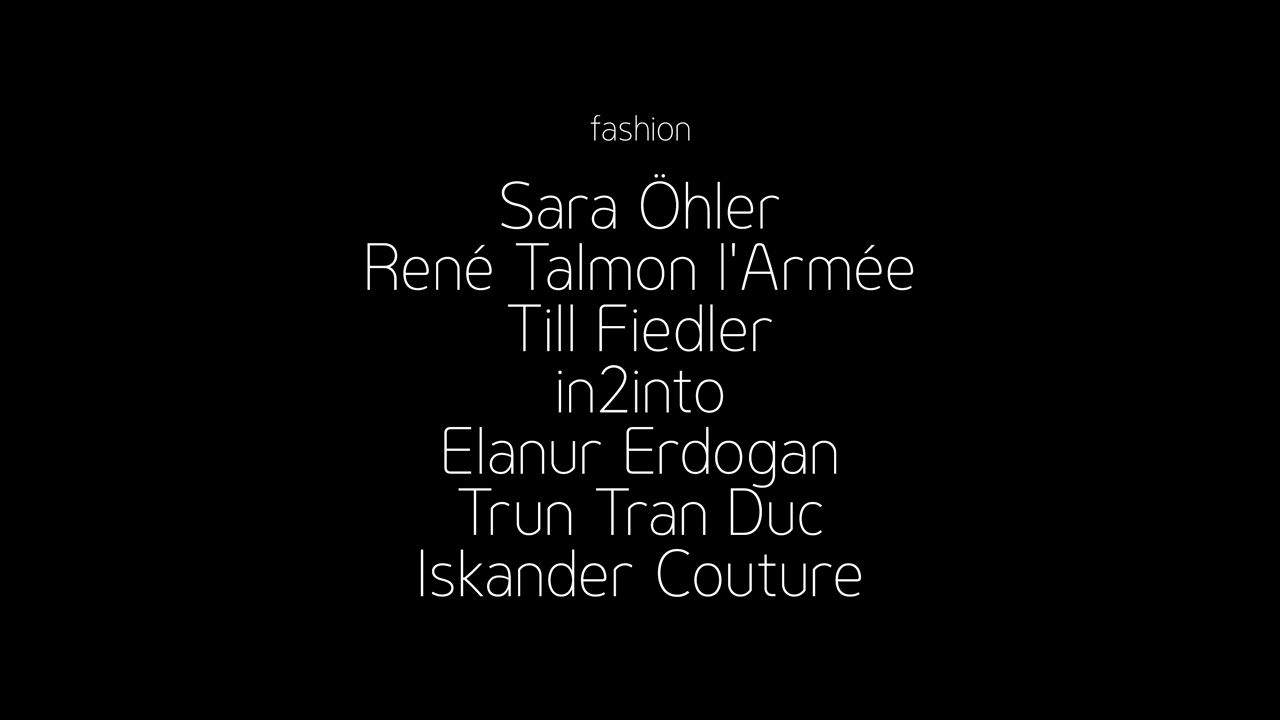 fashion
Sara Öhler
René Talmon l'Armée
Till Fiedler
in2into
Elanur Erdogan
Trun Tran Duc
Iskander Couture